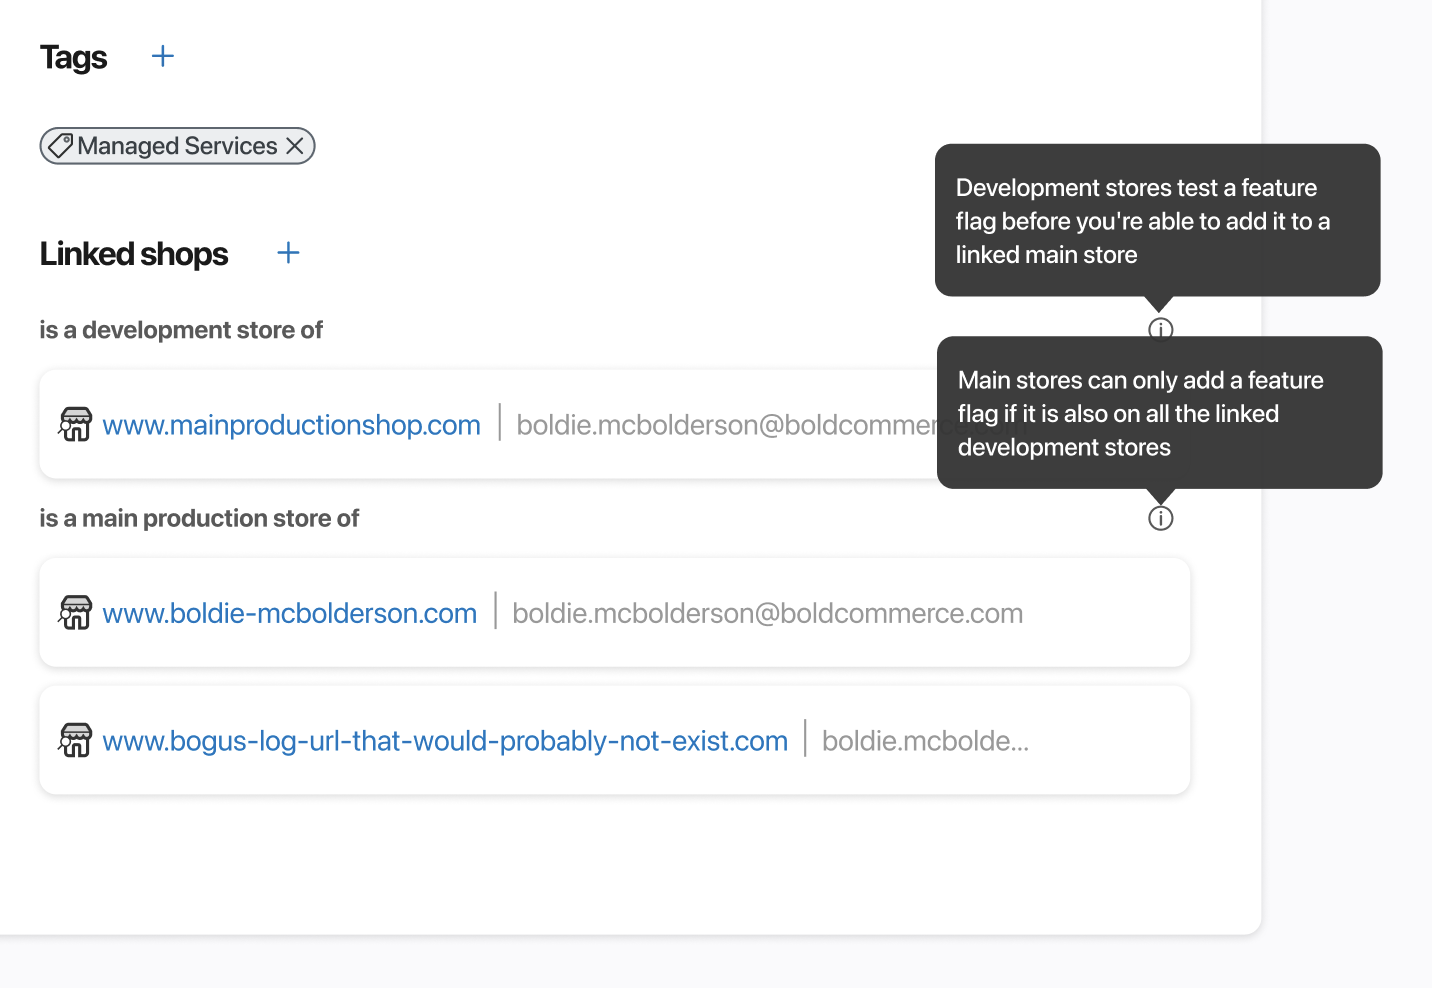 Tags
Managed Services
Development stores test a feature
flag before you're able to add it to a
linked main store
Linked shops
is a development store of
www.mainproductionshop.com boldie.mcbolderson@boldcommerce.com
Main stores can only add a feature
flag if it is also on all the linked
development stores
is a main production store of
www.boldie-mcbolderson.com boldie.mcbolderson@boldcommerce.com
www.bogus-log-url-that-would-probably-not-exist.com boldie.mcbolde...